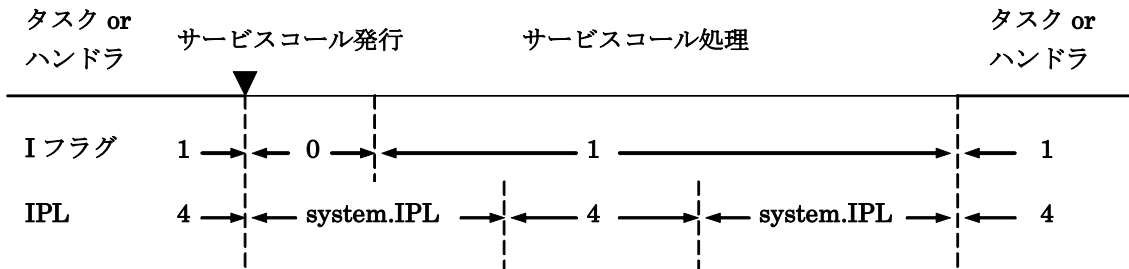 タスク or
ハンドラ
サービスコール発行
サービスコール処理
タスク or
ハンドラ
I フラグ 1 0 1 1
IPL 4 system.IPL 4 system.IPL 4